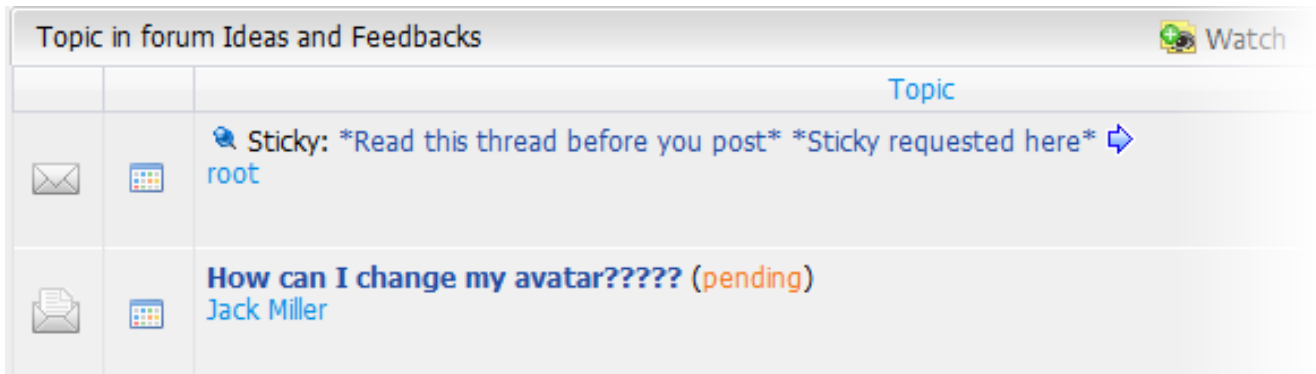 Topic in forum Ideas and Feedbacks
Watch
Topic
Sticky: *Read this thread before you post* *Sticky requested here*
root
How can I change my avatar????? (pending)
Jack Miller